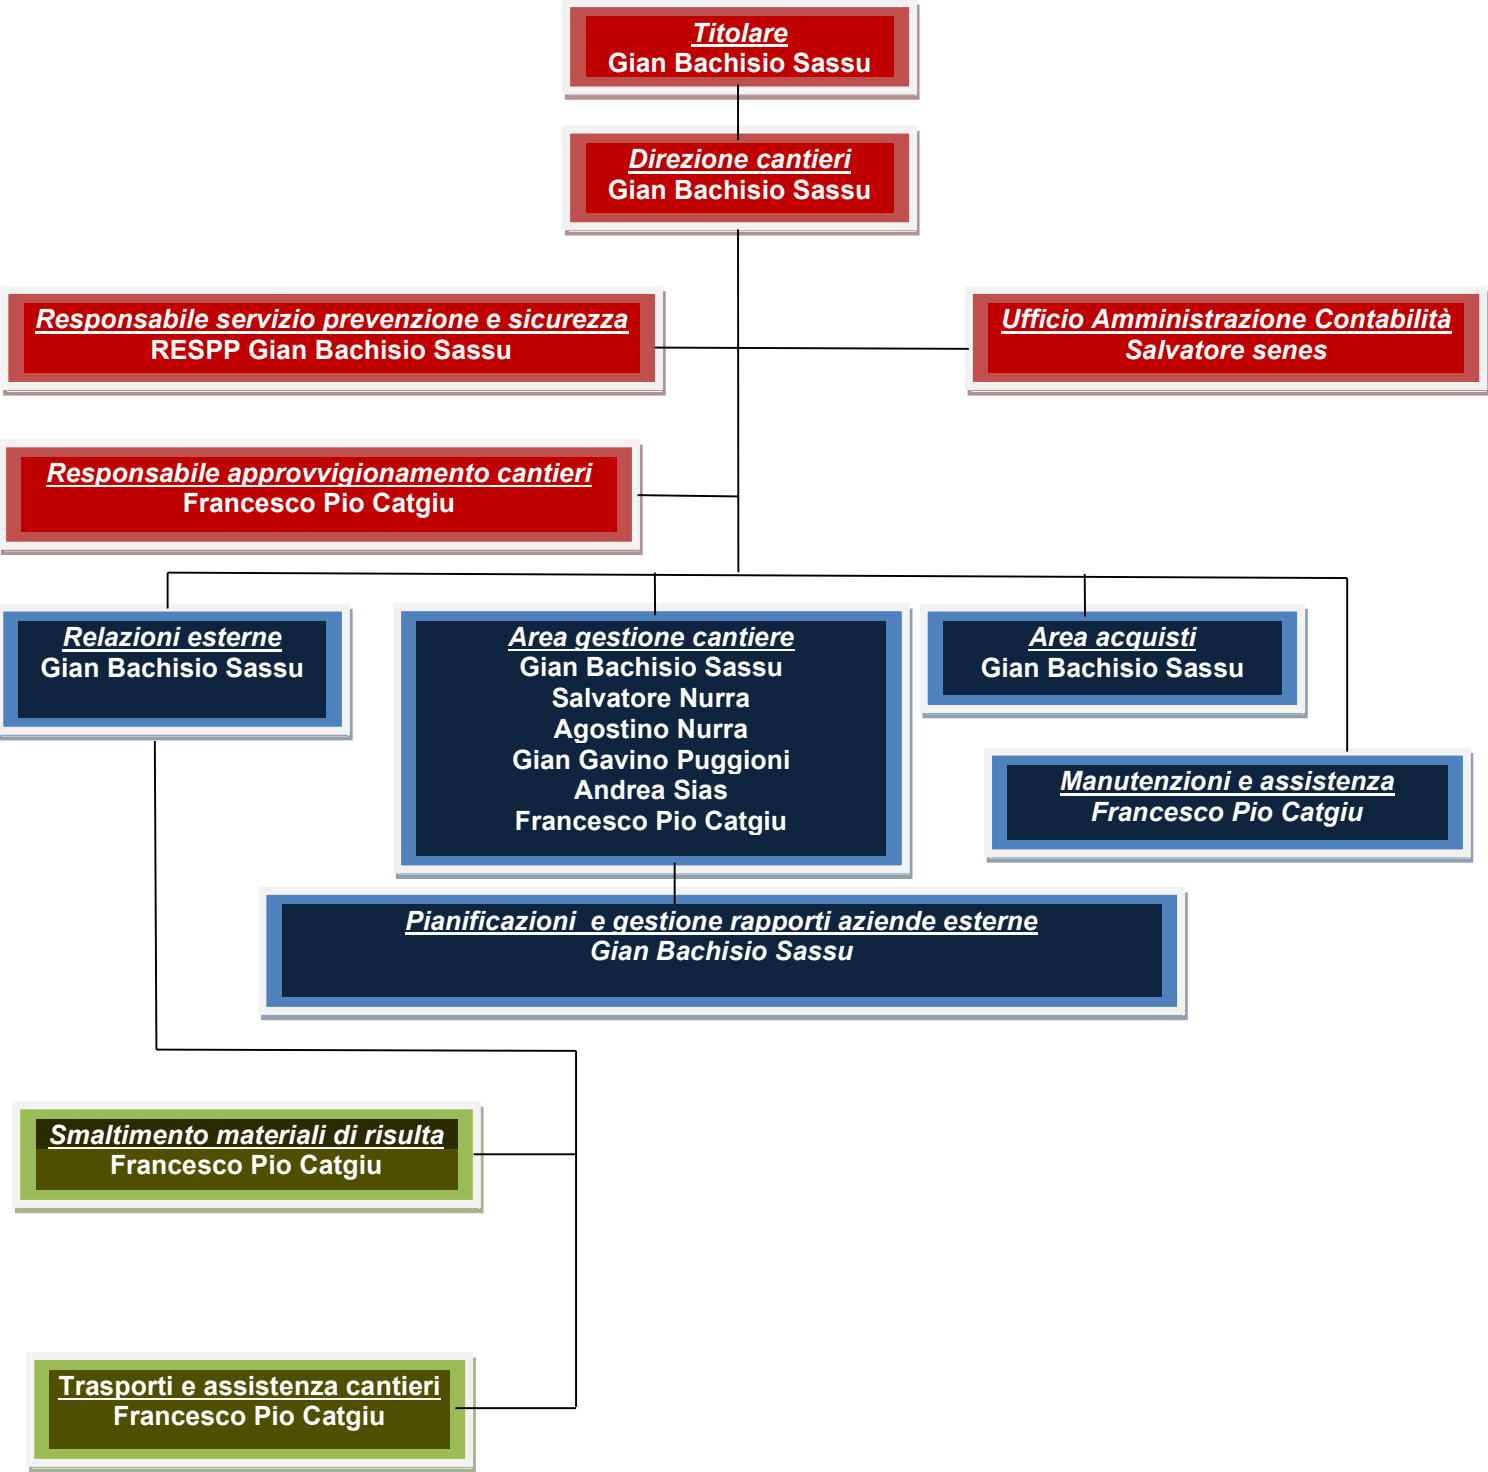 Titolare
Gian Bachisio Sassu
Direzione cantieri
Gian Bachisio Sassu
Responsabile servizio prevenzione e sicurezza
RESPP Gian Bachisio Sassu
Ufficio Amministrazione Contabilità
Salvatore senes
Responsabile approvvigionamento cantieri
Francesco Pio Catgiu
Relazioni esterne
Gian Bachisio Sassu
Area gestione cantiere
Gian Bachisio Sassu
Salvatore Nurra
Agostino Nurra
Gian Gavino Puggioni
Andrea Sias
Francesco Pio Catgiu
Area acquisti
Gian Bachisio Sassu
Manutenzioni e assistenza
Francesco Pio Catgiu
Pianificazioni  e gestione rapporti aziende esterne
Gian Bachisio Sassu
Smaltimento materiali di risulta
Francesco Pio Catgiu
Trasporti e assistenza cantieri
Francesco Pio Catgiu